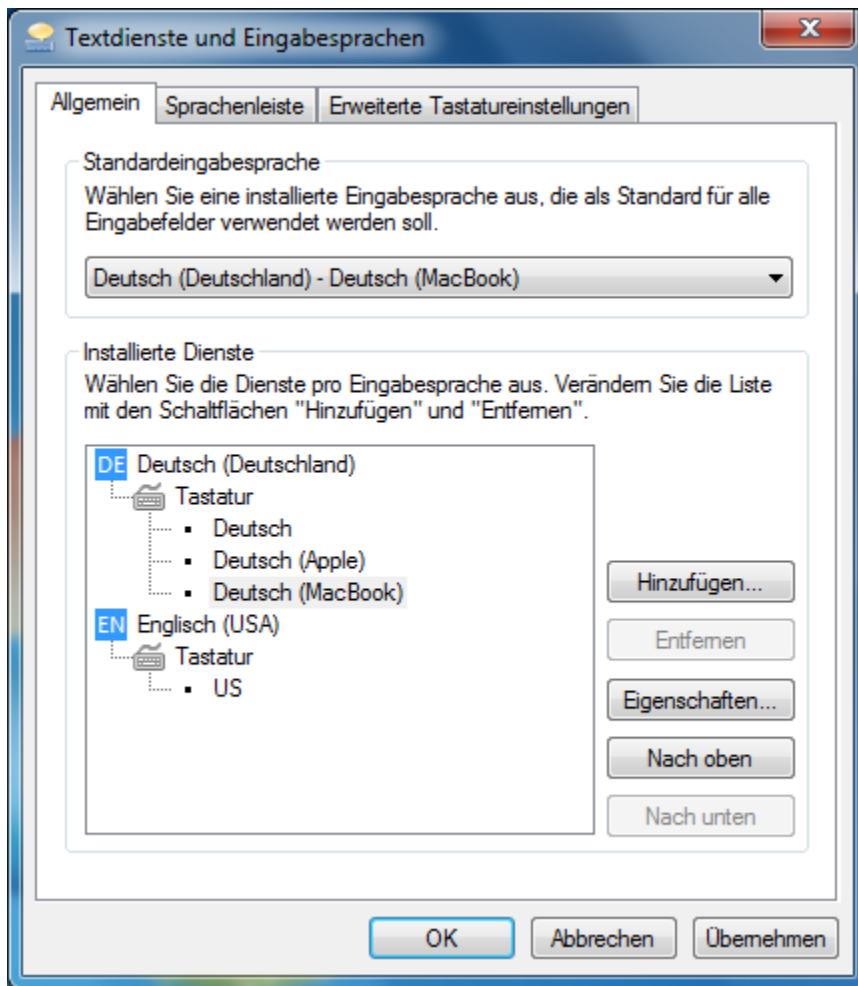 Textdienste und Eingabesprachen
Allgemein
Sprachenleiste
Erweiterte Tastatureinstellungen
Standardeingabesprache
Wählen Sie eine installierte Eingabesprache aus, die als Standard für alle
Eingabefelder verwendet werden soll.
Deutsch (Deutschland) - Deutsch (MacBook)
Installierte Dienste
Wählen Sie die Dienste pro Eingabesprache aus. Verändern Sie die Liste
mit den Schaltflächen "Hinzufügen" und "Entfernen".
DE Deutsch (Deutschland)
Tastatur
Deutsch
Deutsch (Apple)
Deutsch (MacBook)
EN Englisch (USA)
Tastatur
US
Hinzufügen...
Entfernen
Eigenschaften...
Nach oben
Nach unten
OK
Abbrechen
Übernehmen